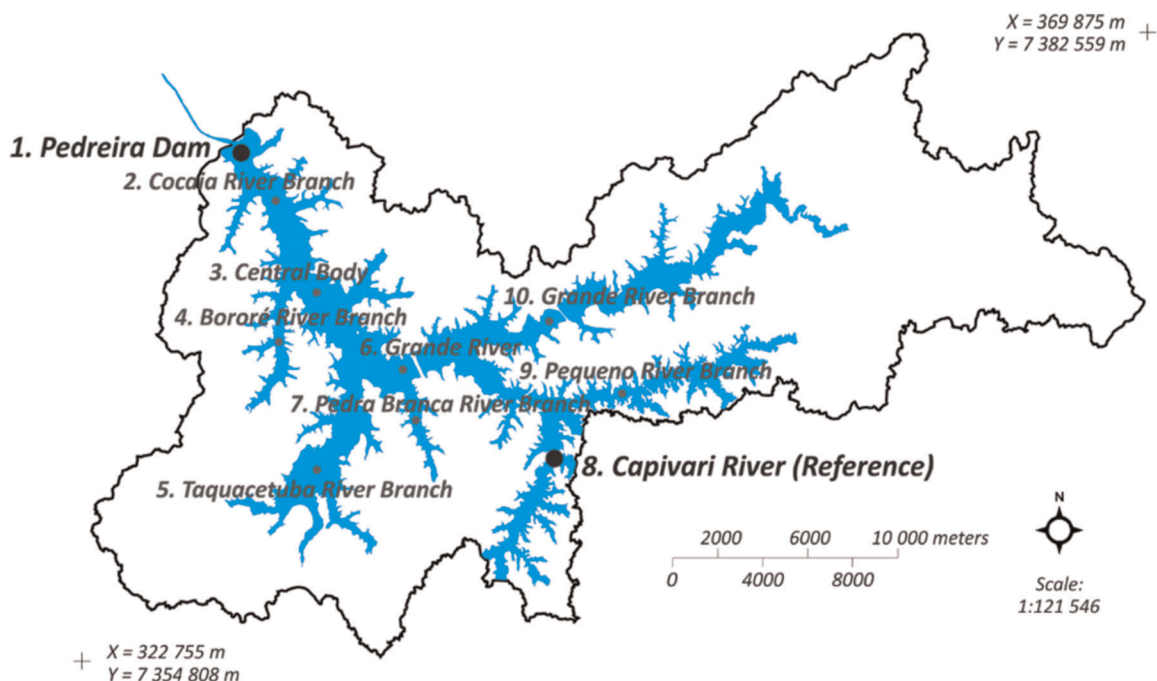 X = 369 875 m
Y = 7 382 559 m
1. Pedreira Dam
2. Cocaia River Branch
3. Central Body
10. Grande River Branch
4. Bororé River Branch
6. Grande River
9. Pequeno River Branch
7. Pedra Branca River Branch
8. Capivari River (Reference)
5. Taquacetuba River Branch
N
2000 6000 10 000 meters
0 4000 8000
Scale:
1:121 546
X = 322 755 m
Y = 7 354 808 m